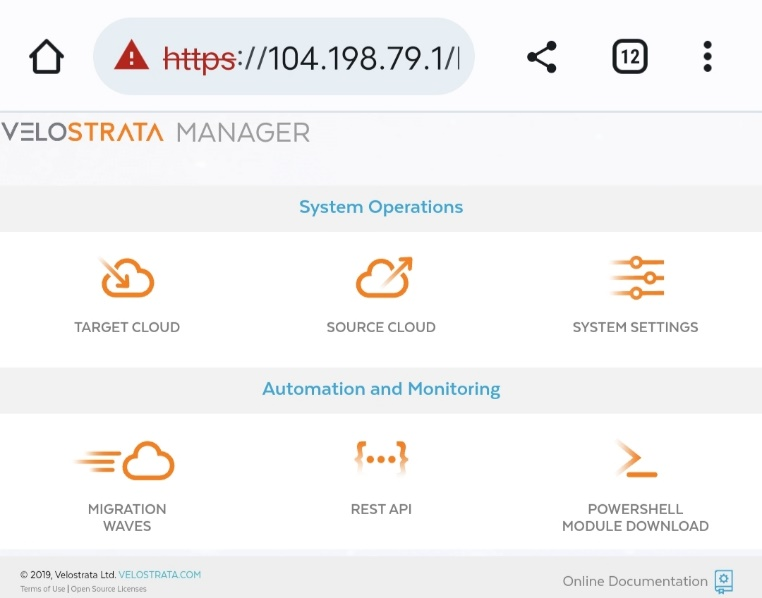 https://104.198.79.1/
12
VELOSTRATA MANAGER
System Operations
TARGET CLOUD
SOURCE CLOUD
SYSTEM SETTINGS
Automation and Monitoring
MIGRATION
WAVES
{...}
REST API
POWERSHELL
MODULE DOWNLOAD
© 2019, Velostrata Ltd. VELOSTRATA.COM
Terms of Use | Open Source Licenses
Online Documentation